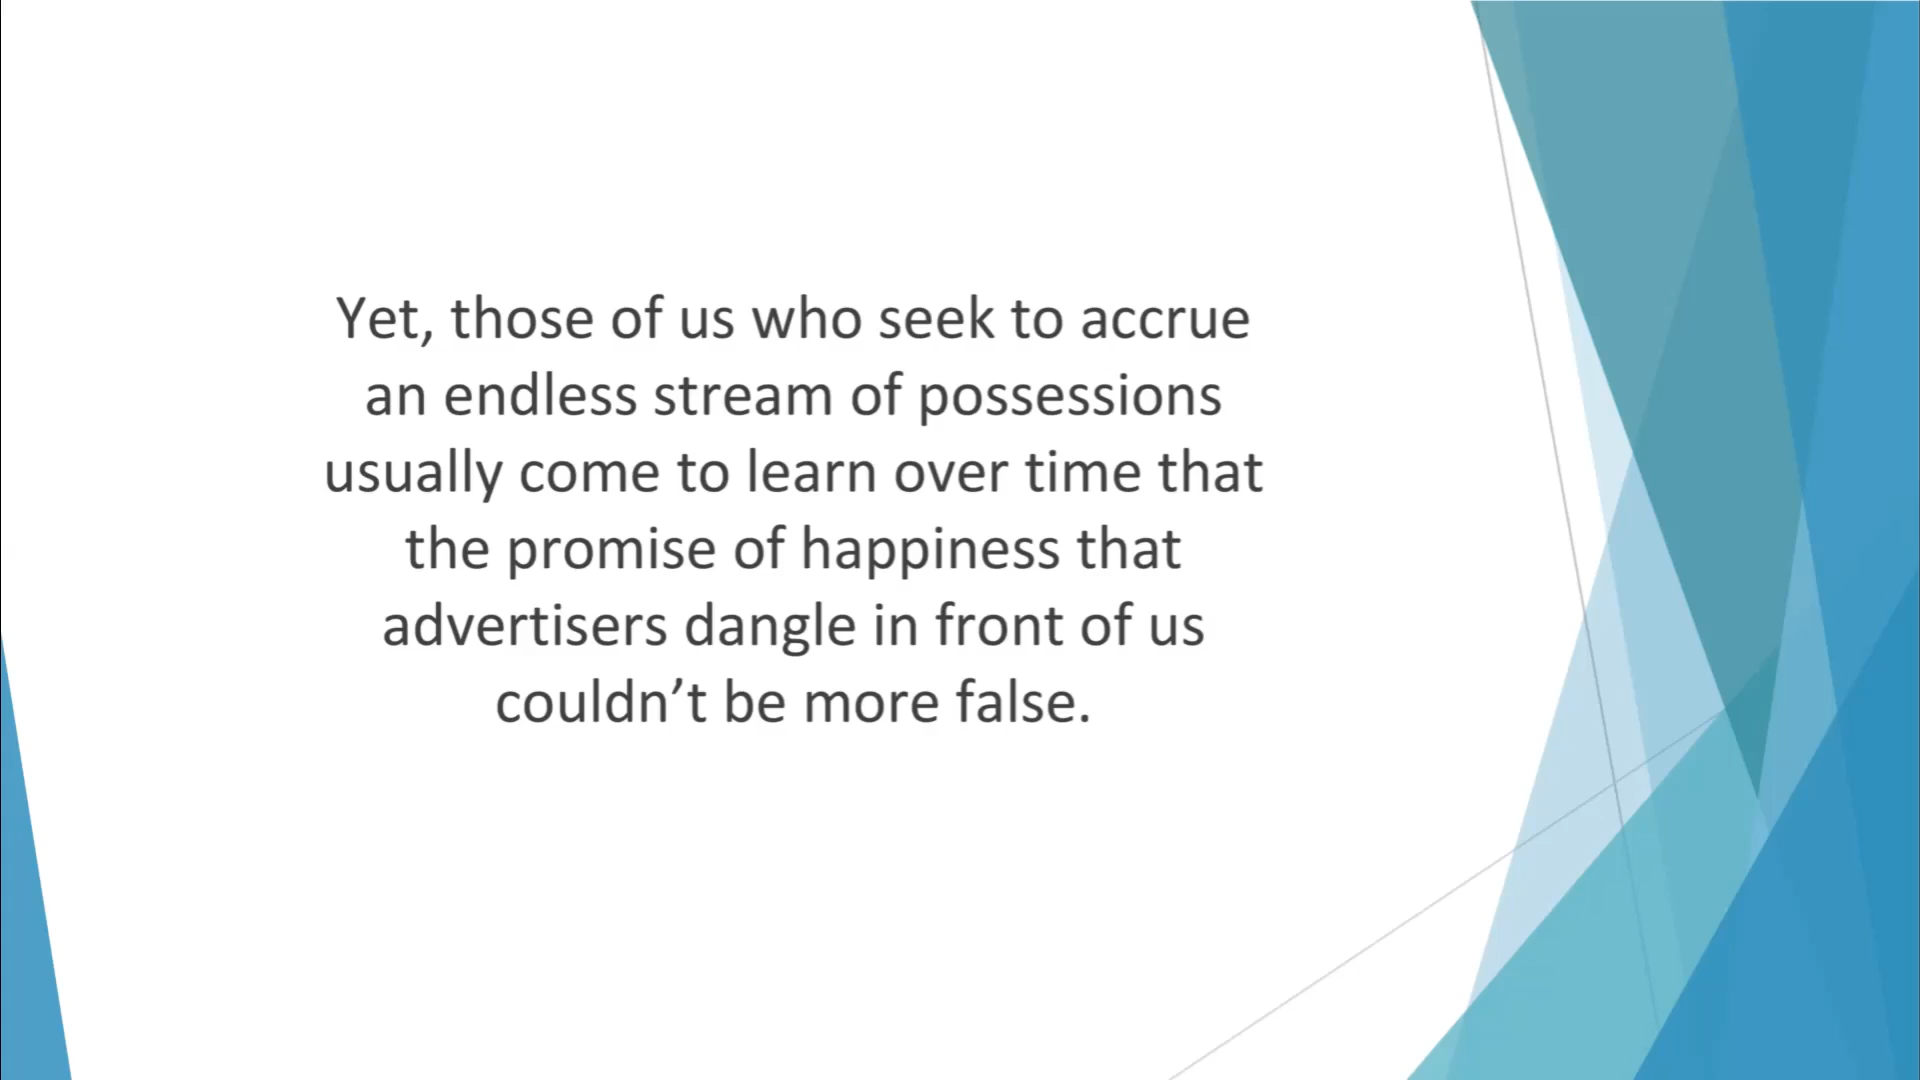 Yet, those of us who seek to accrue
an endless stream of possessions
usually come to learn over time that
the promise of happiness that
advertisers dangle in front of us
couldn’t be more false.